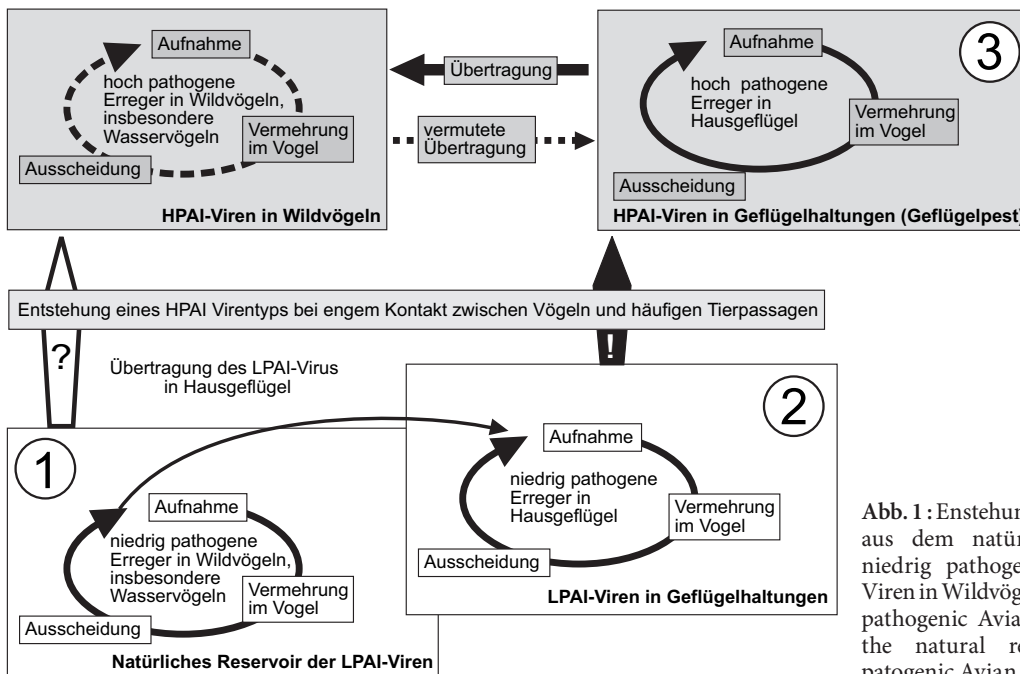 Aufnahme
hoch pathogene
Erreger in Wildvögeln,
insbesondere
Wasservögeln
Vermehrung
im Vogel
Ausscheidung
HPAI-Viren in Wildvögeln
Übertragung
vermutete
Übertragung
3
Aufnahme
hoch pathogene
Erreger in
Hausgeflügel
Vermehrung
im Vogel
Ausscheidung
HPAI-Viren in Geflügelhaltungen (Geflügelpest)
Entstehung eines HPAI Virentyps bei engem Kontakt zwischen Vögeln und häufigen Tierpassagen
?
!
Übertragung des LPAI-Virus
in Hausgeflügel
2
Aufnahme
niedrig pathogene
Erreger in
Hausgeflügel
Vermehrung
im Vogel
Ausscheidung
LPAI-Viren in Geflügelhaltungen
1
Aufnahme
niedrig pathogene
Erreger in Wildvögeln,
insbesondere
Wasservögeln
Vermehrung
im Vogel
Ausscheidung
Natürliches Reservoir der LPAI-Viren
Abb. 1: Enstehun
aus dem natür
niedrig pathoge
Viren in Wildvög
pathogenic Avia
the natural re
patogenic Avian